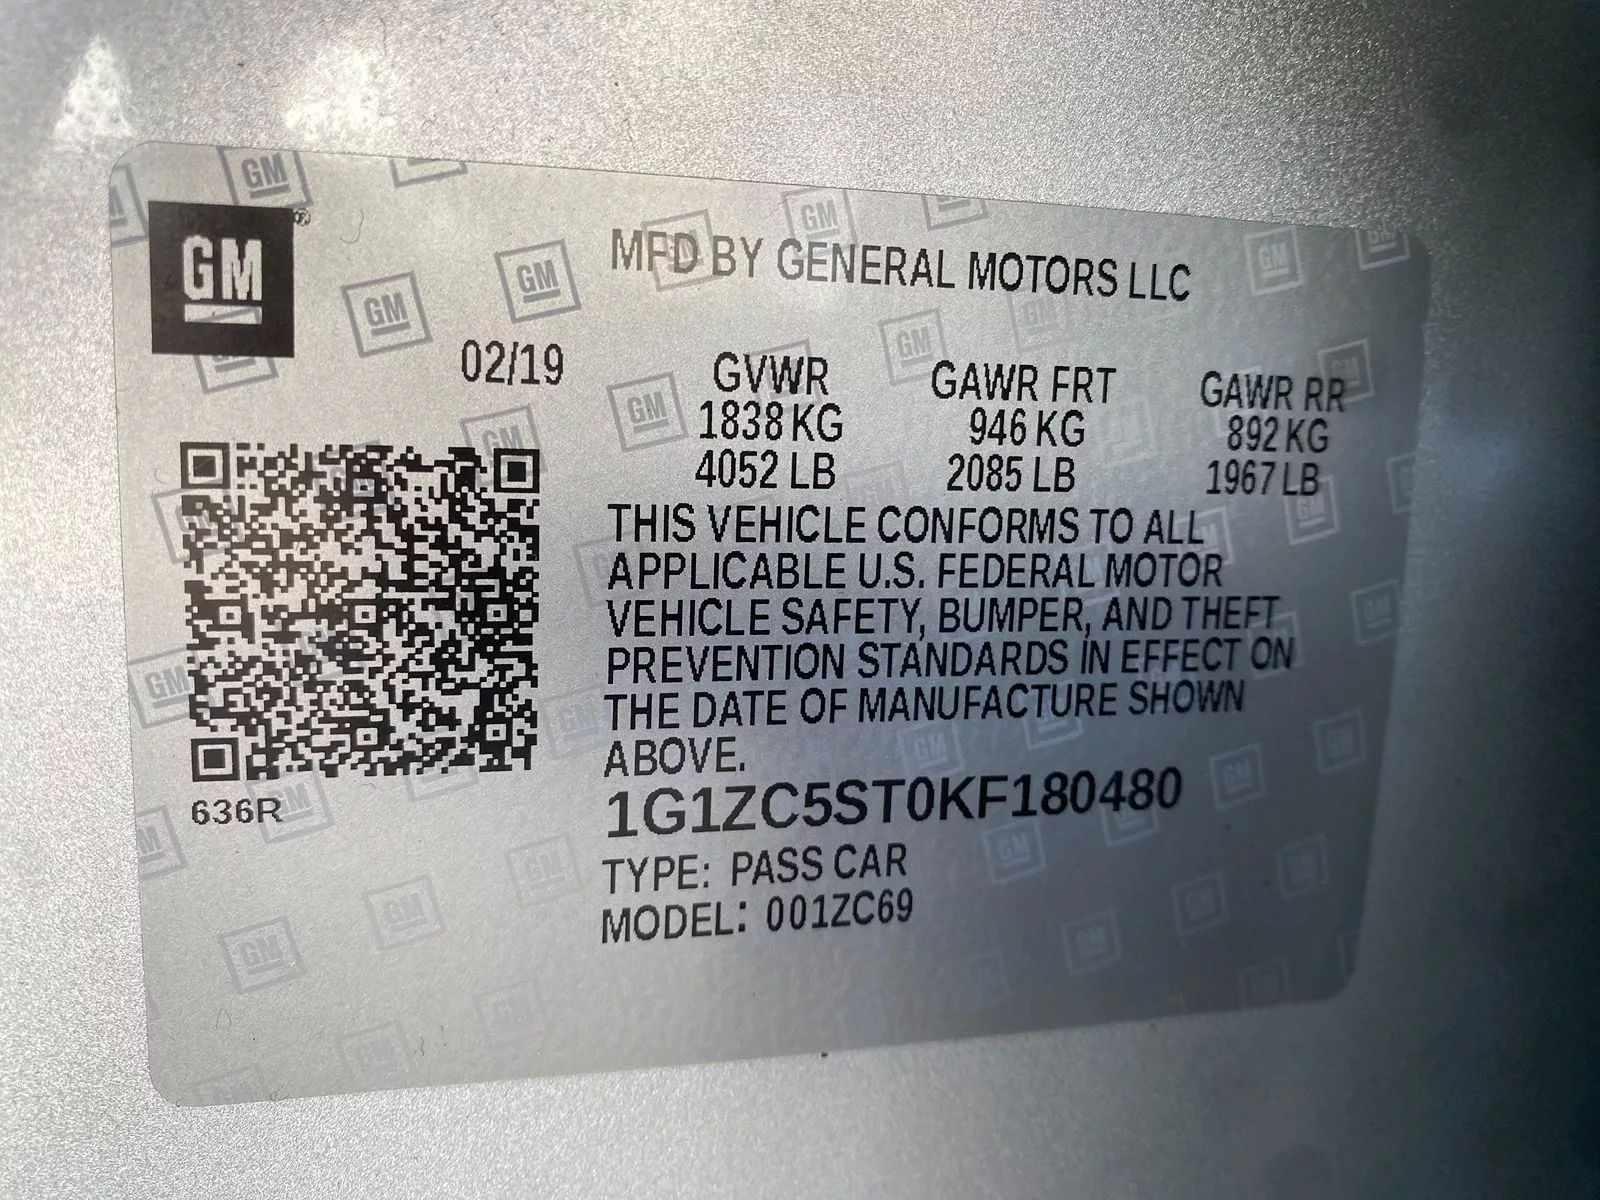 GM®
MFD BY GENERAL MOTORS LLC
02/19
GVWR GAWR FRT GAWR RR
1838 KG 946 KG 892 KG
4052 LB 2085 LB 1967 LB
THIS VEHICLE CONFORMS TO ALL
APPLICABLE U.S. FEDERAL MOTOR
VEHICLE SAFETY, BUMPER, AND THEFT
PREVENTION STANDARDS IN EFFECT ON
THE DATE OF MANUFACTURE SHOWN
ABOVE.
636R
1G1ZC5ST0KF180480
TYPE: PASS CAR
MODEL: 001ZC69